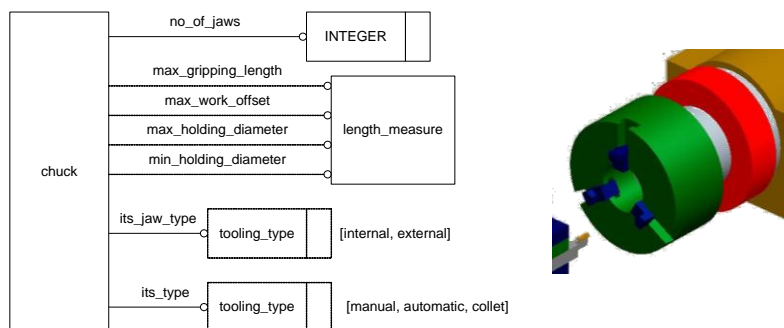 no_of_jaws
INTEGER
max_gripping_length
max_work_offset
max_holding_diameter
length_measure
min_holding_diameter
chuck
its_jaw_type
tooling_type
[internal, external]
its_type
tooling_type
[manual, automatic, collet]